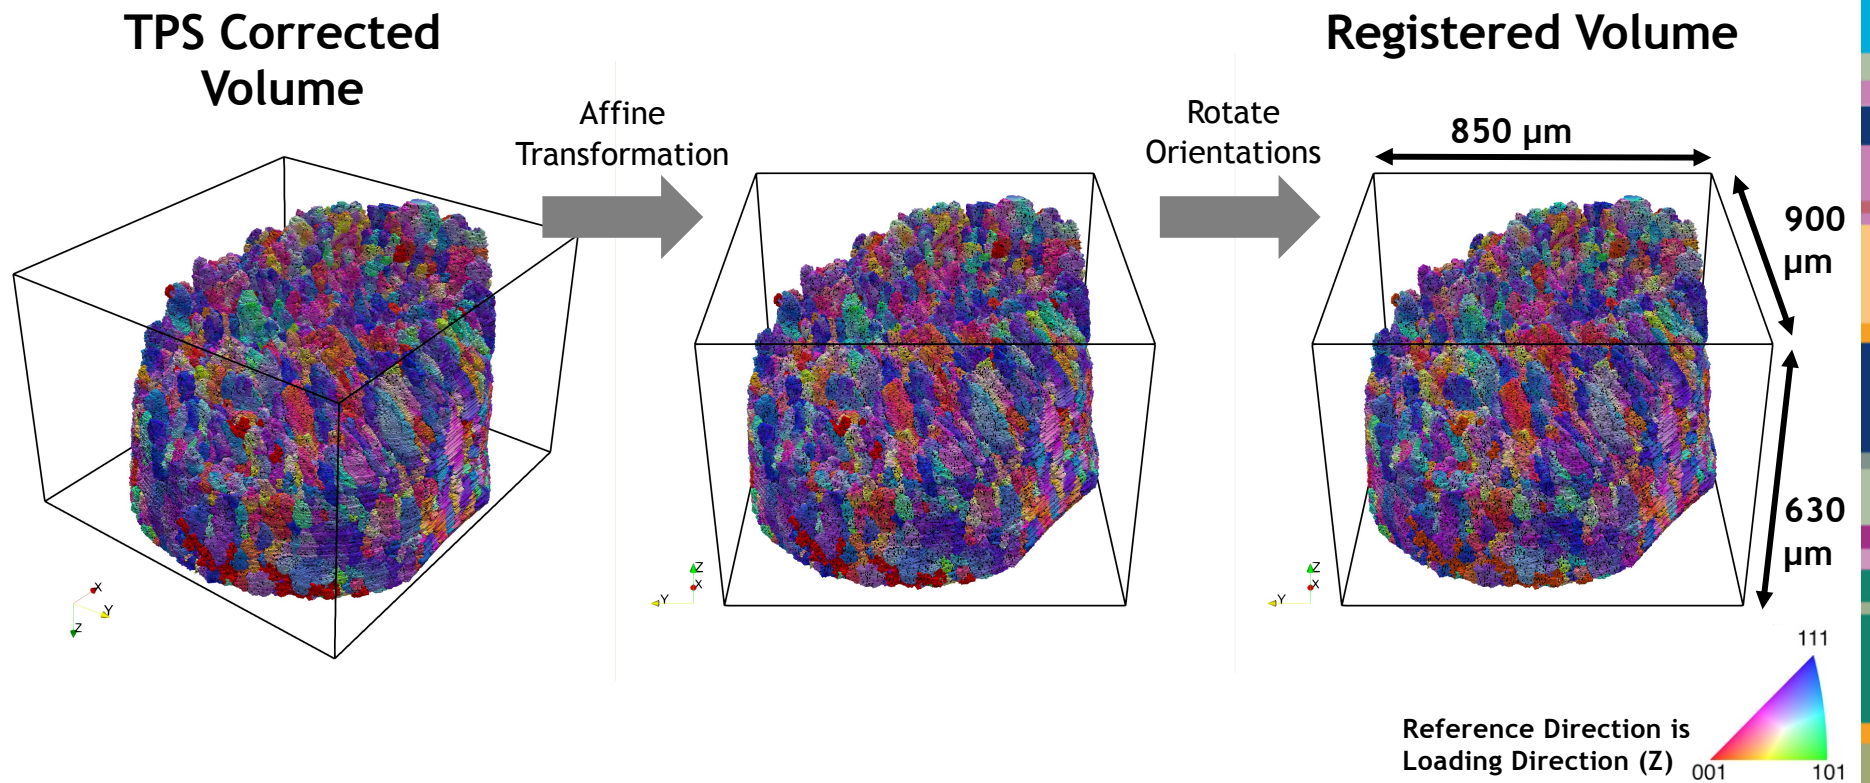 TPS Corrected
Volume
Affine
Transformation
Rotate
Orientations
Registered Volume
850 µm
900
µm
630
µm
X
Y
Z
Z
X
Y
Z
X
Y
111
Reference Direction is
Loading Direction (Z)
001
101